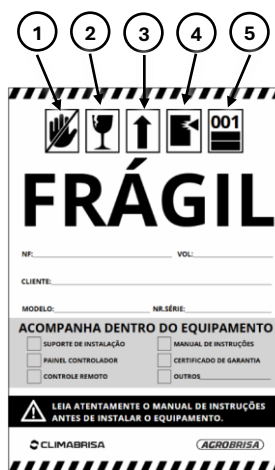 1 2 3 4 5
001
FRÁGIL
NF: VOL:
CLIENTE:
MODELO: NR.SÉRIE:
ACOMPANHA DENTRO DO EQUIPAMENTO
SUPORTE DE INSTALAÇÃO MANUAL DE INSTRUÇÕES
PAINEL CONTROLADOR CERTIFICADO DE GARANTIA
CONTROLE REMOTO OUTROS
LEIA ATENTAMENTE O MANUAL DE INSTRUÇÕES
ANTES DE INSTALAR O EQUIPAMENTO.
CLIMABRISA AGROBRISA